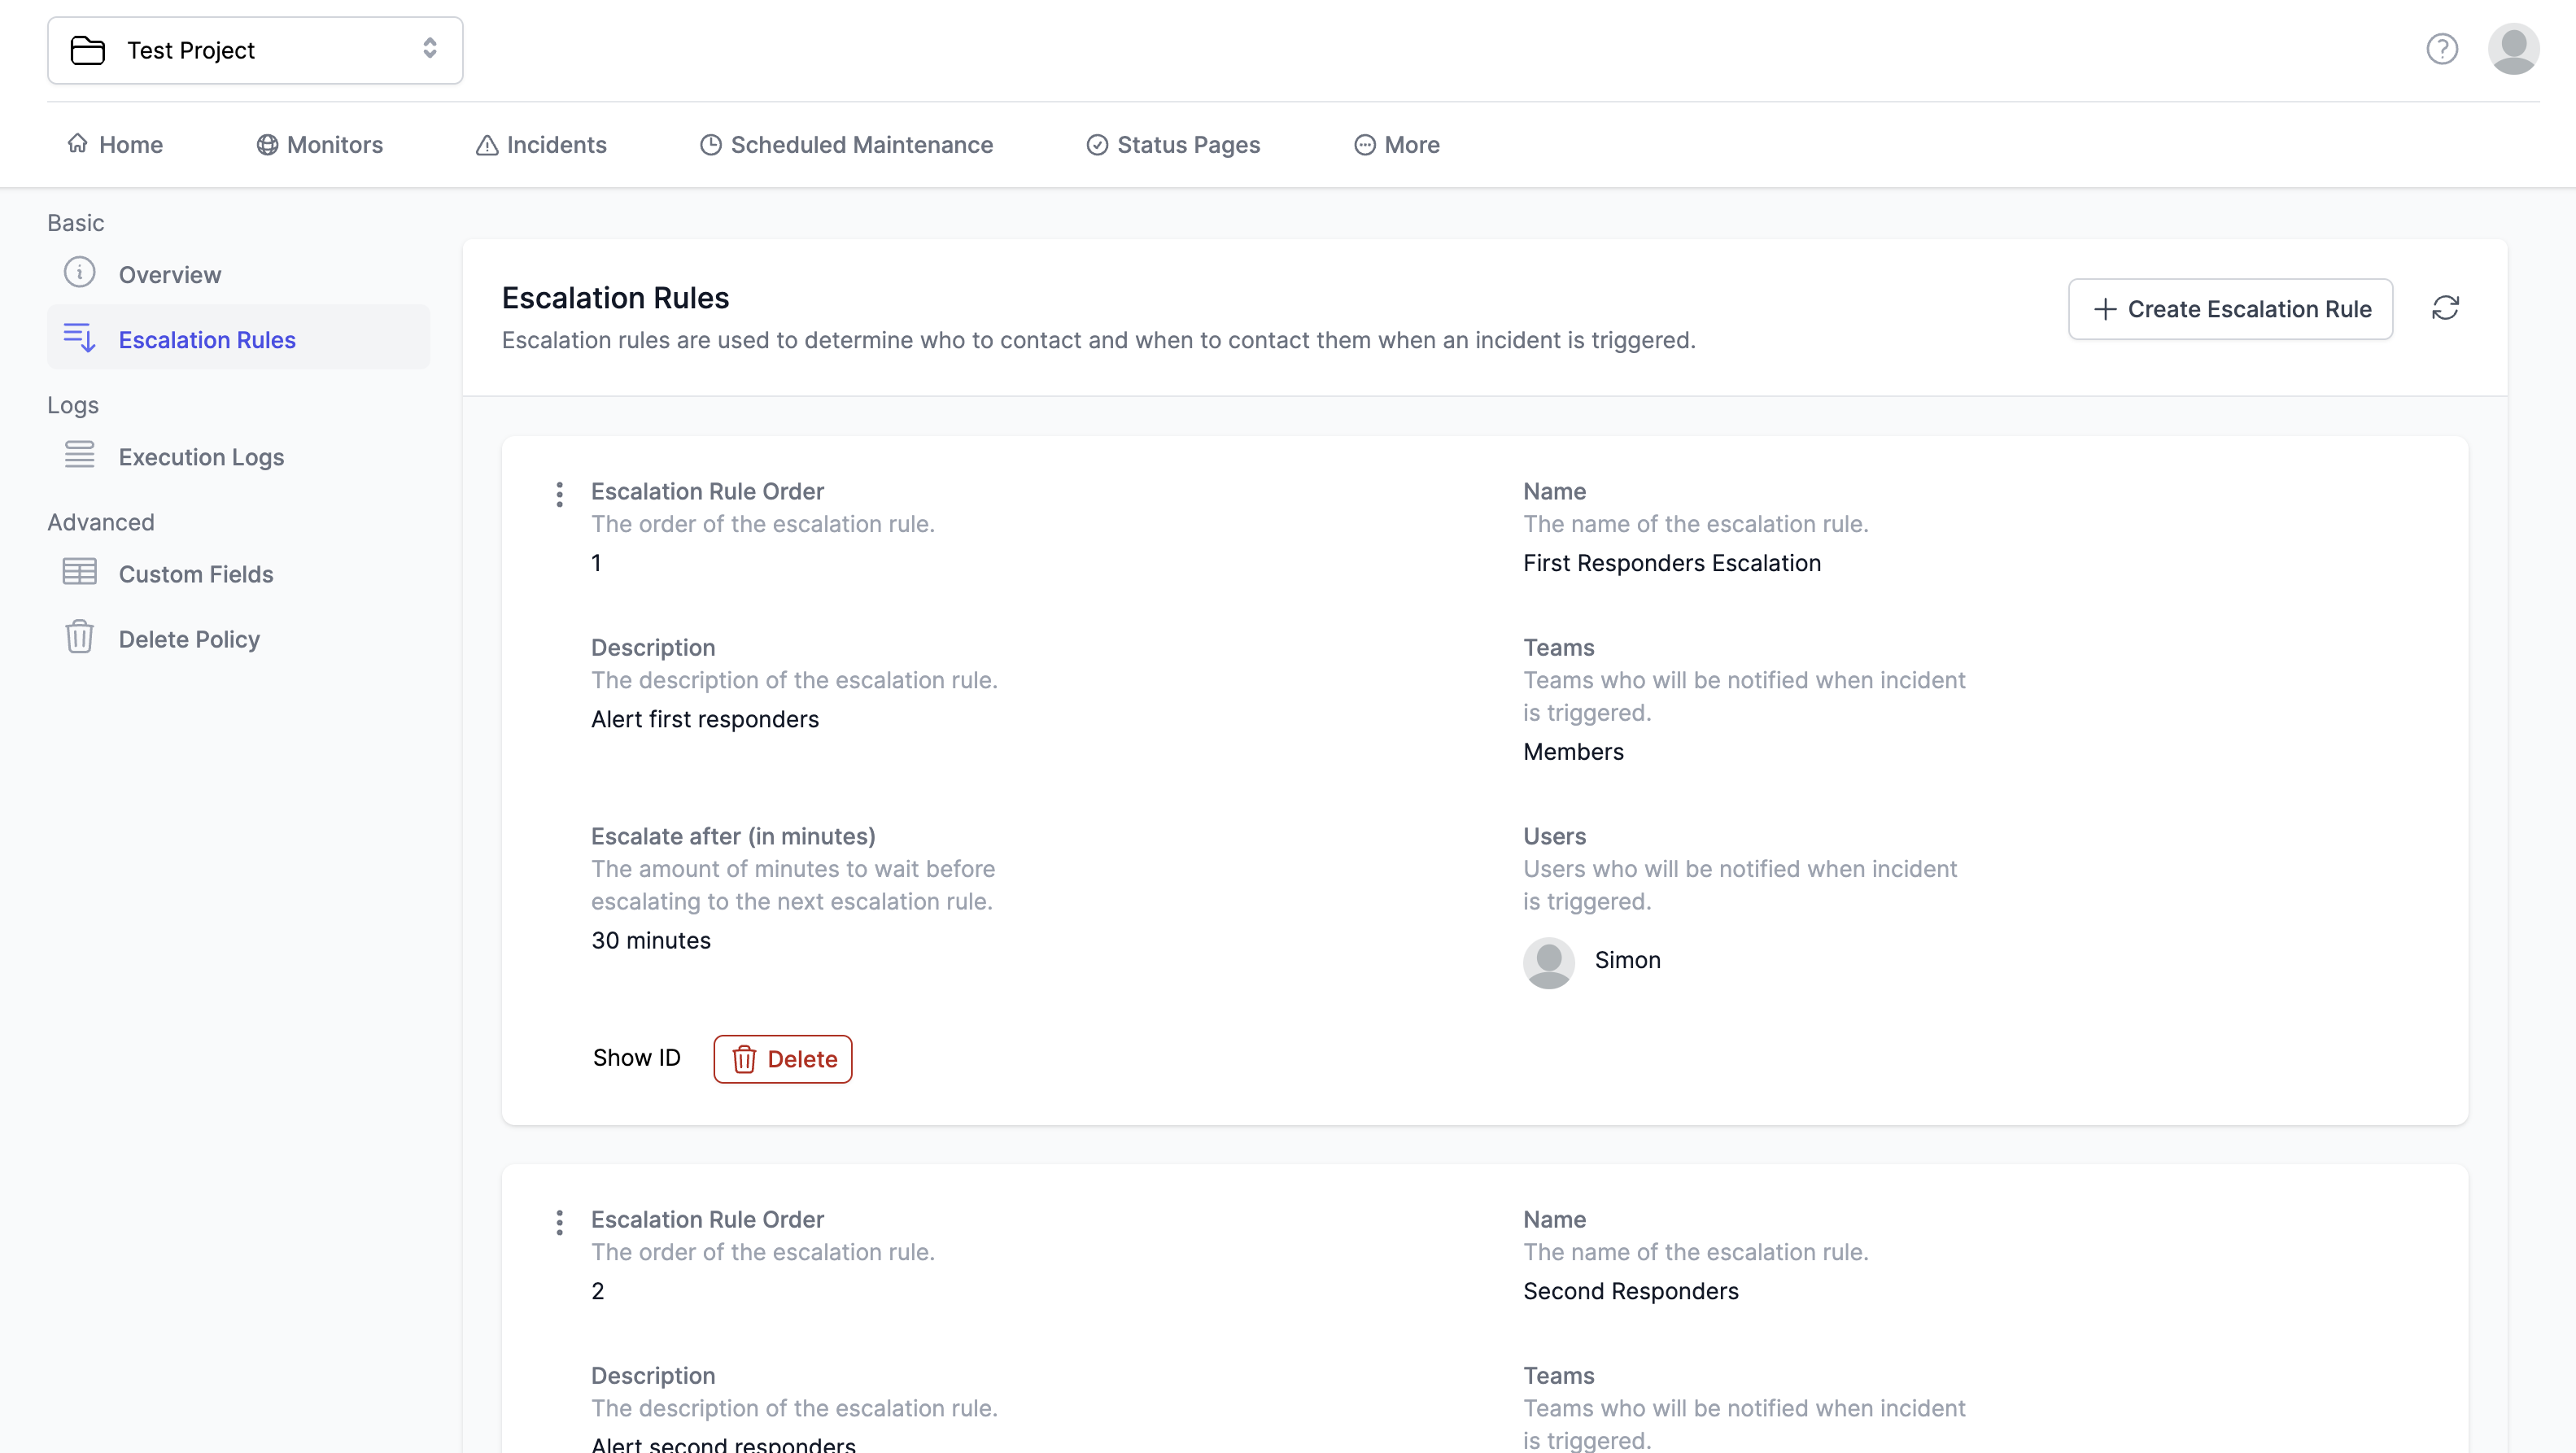 Test Project
Home
Monitors
Incidents
Scheduled Maintenance
Status Pages
More
Basic
Overview
Escalation Rules
Logs
Execution Logs
Advanced
Custom Fields
Delete Policy
Escalation Rules
Escalation rules are used to determine who to contact and when to contact them when an incident is triggered.
Create Escalation Rule
Escalation Rule Order
The order of the escalation rule.
1
Name
The name of the escalation rule.
First Responders Escalation
Description
The description of the escalation rule.
Alert first responders
Teams
Teams who will be notified when incident
is triggered.
Members
Escalate after (in minutes)
The amount of minutes to wait before
escalating to the next escalation rule.
30 minutes
Users
Users who will be notified when incident
is triggered.
Simon
Show ID
Delete
Escalation Rule Order
The order of the escalation rule.
2
Name
The name of the escalation rule.
Second Responders
Description
The description of the escalation rule.
Alert second responders
Teams
Teams who will be notified when incident
is triggered.